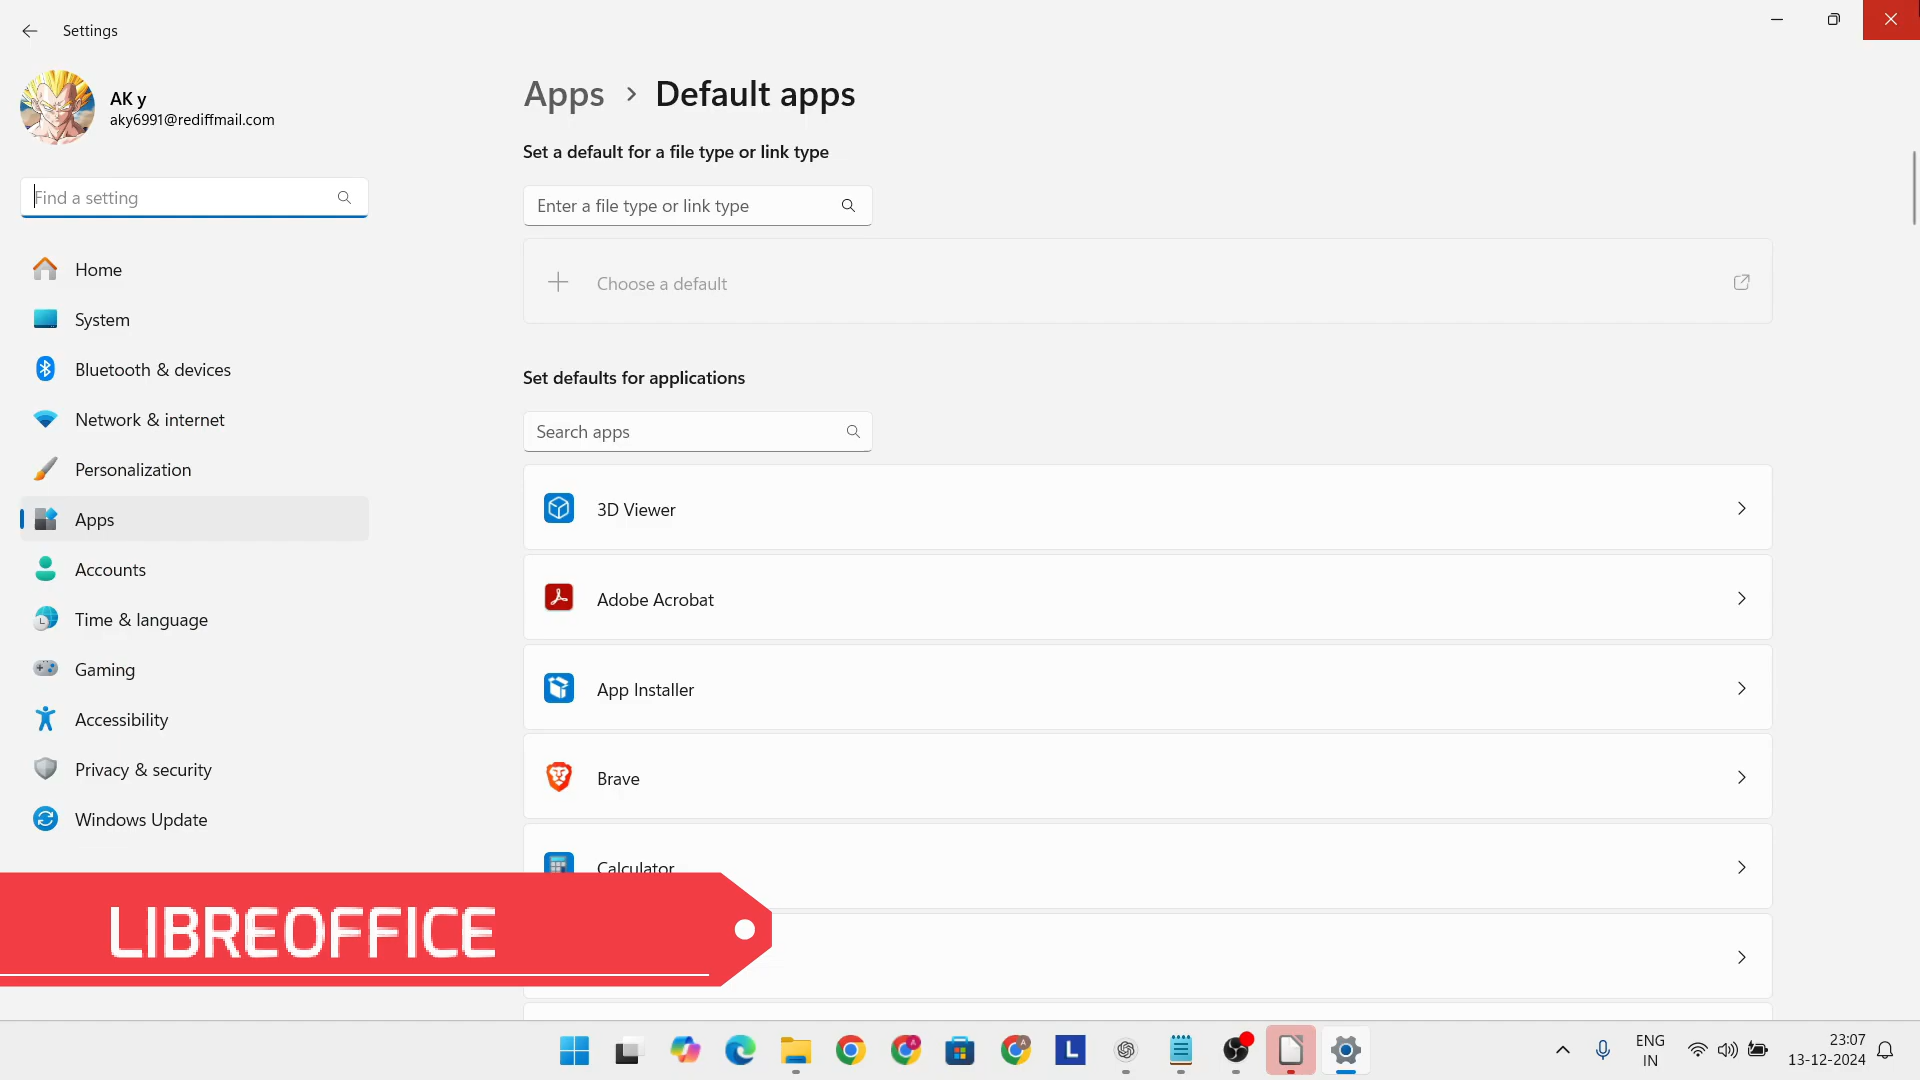 Settings
AK y
aky6991@rediffmail.com
Find a setting
Home
System
Bluetooth & devices
Network & internet
Personalization
Apps
Accounts
Time & language
Gaming
Accessibility
Privacy & security
Windows Update
Apps > Default apps
Set a default for a file type or link type
Enter a file type or link type
Choose a default
Set defaults for applications
Search apps
3D Viewer
Adobe Acrobat
App Installer
Brave
Calculator
LIBREOFFICE
ENG
IN
23:07
13-12-2024